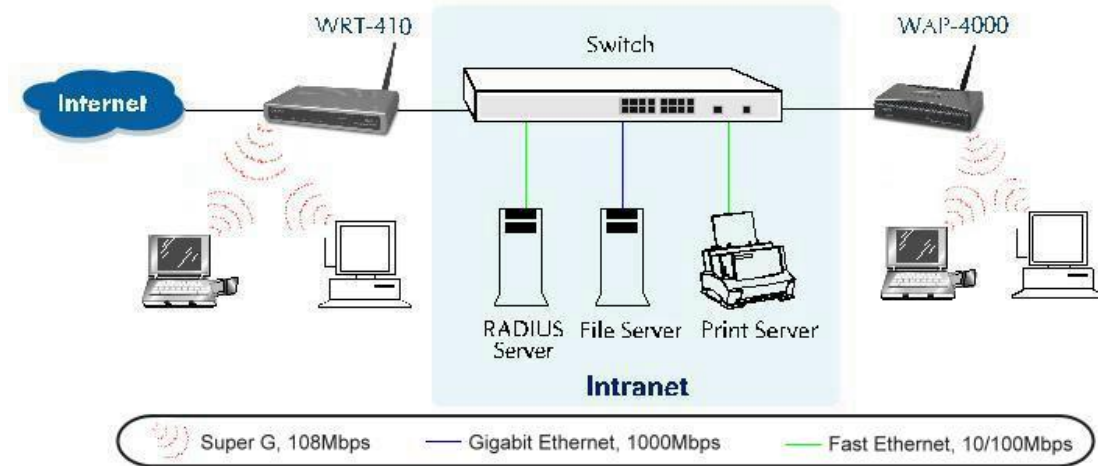 WRT-410
Switch
WAP-4000
Internet
RADIUS
Server
File Server
Print Server
Intranet
Super G, 108Mbps
Gigabit Ethernet, 1000Mbps
Fast Ethernet, 10/100Mbps